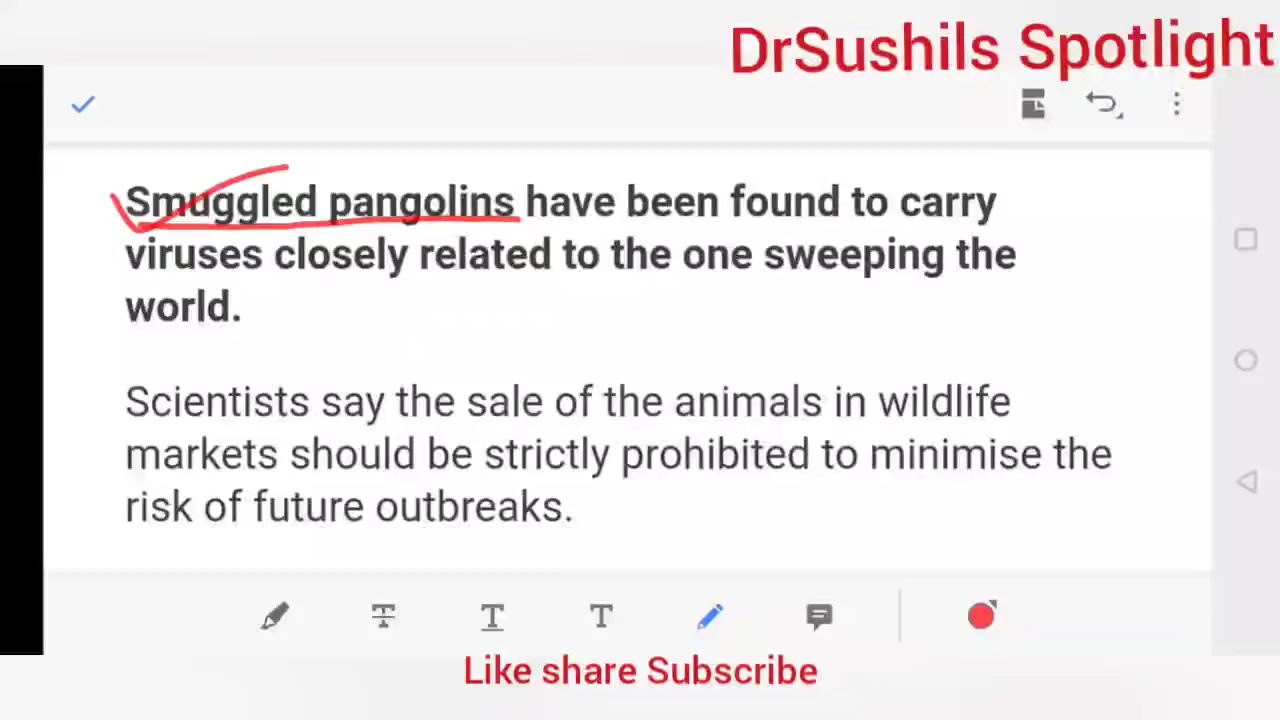 DrSushils Spotlight
Smuggled pangolins have been found to carry
viruses closely related to the one sweeping the
world.
Scientists say the sale of the animals in wildlife
markets should be strictly prohibited to minimise the
risk of future outbreaks.
Like share Subscribe